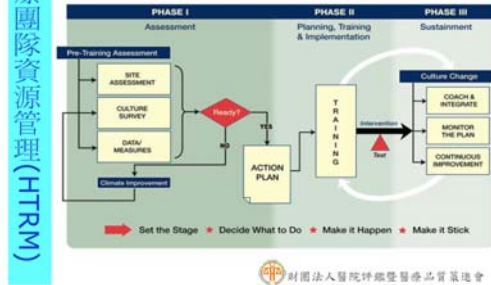 療團隊資源管理(HTRM)
PHASE I
Assessment
PHASE II
Planning, Training
& Implementation
PHASE III
Sustainment
Pre-Training Assessment
SITE
ASSESSMENT
CULTURE
SURVEY
DATA/
MEASURES
Climate Improvement
Ready?
YES
NO
ACTION
PLAN
TRAINING
Intervention
Test
Culture Change
COACH &
INTEGRATE
MONITOR
THE PLAN
CONTINUOUS
IMPROVEMENT
Set the Stage ★ Decide What to Do ★ Make it Happen ★ Make it Stick
財團法人醫院評鑑暨醫療品質策進會